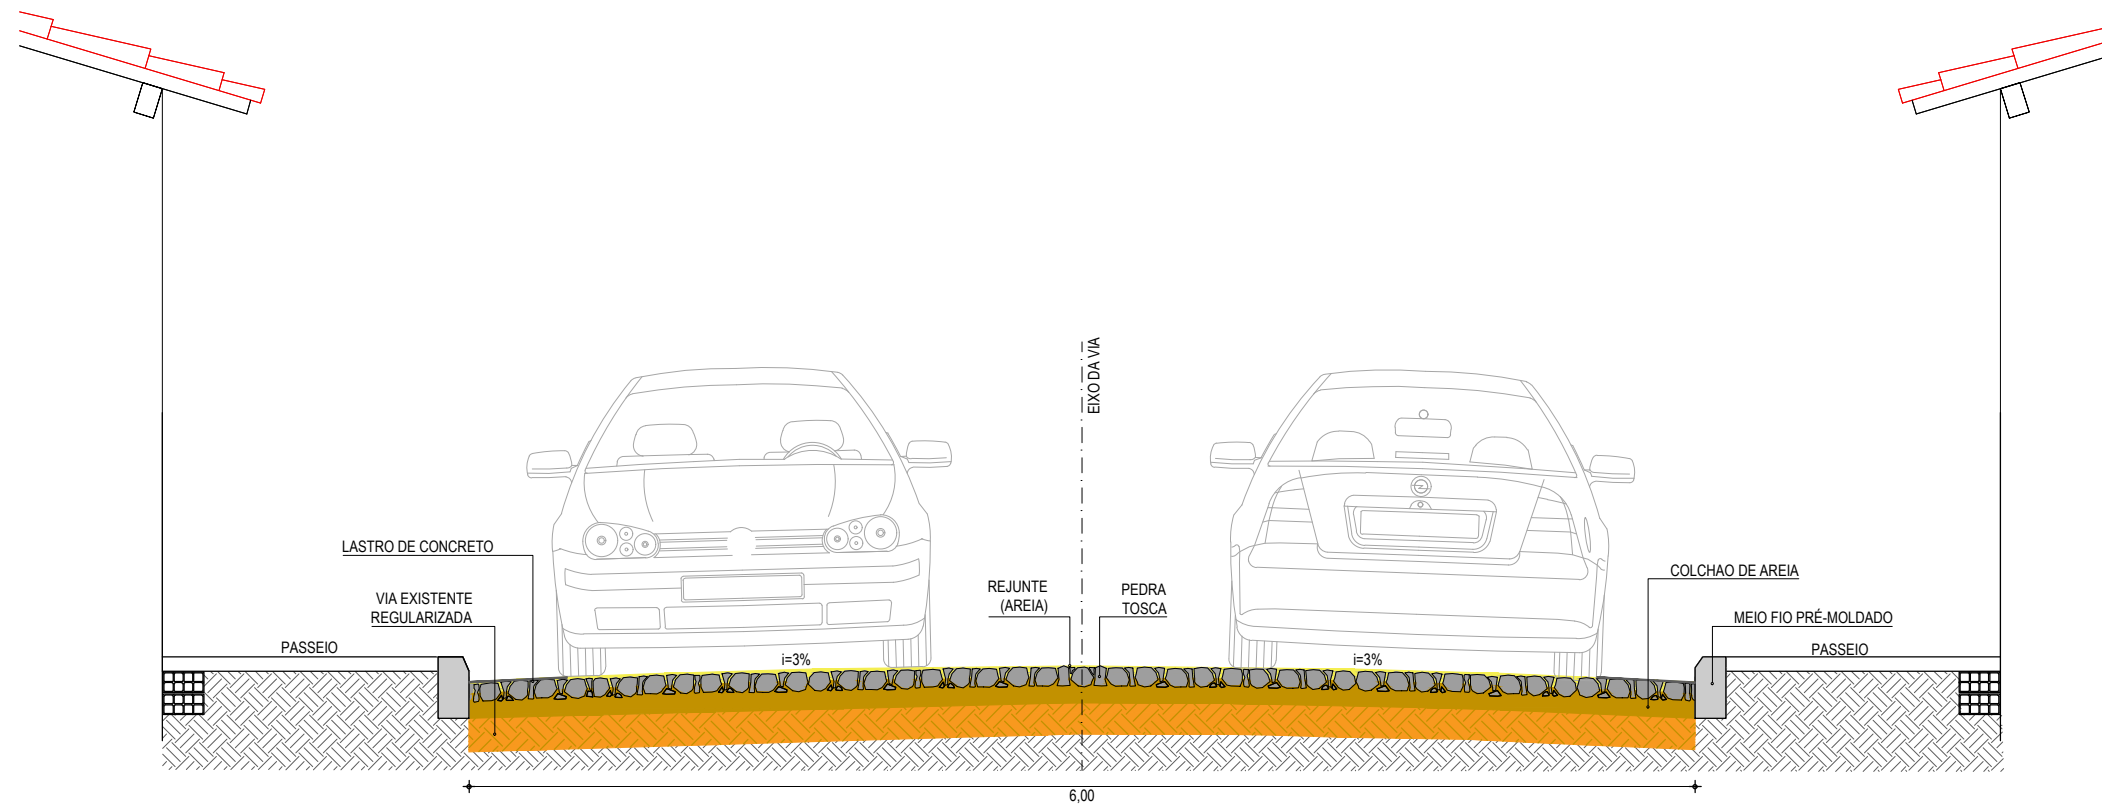 EIXO DA VIA
LASTRO DE CONCRETO
VIA EXISTENTE
REGULARIZADA
PASSEIO
i=3%
REJUNTE
(AREIA)
PEDRA
TOSCA
i=3%
COLCHAO DE AREIA
MEIO FIO PRÉ-MOLDADO
PASSEIO
6,00